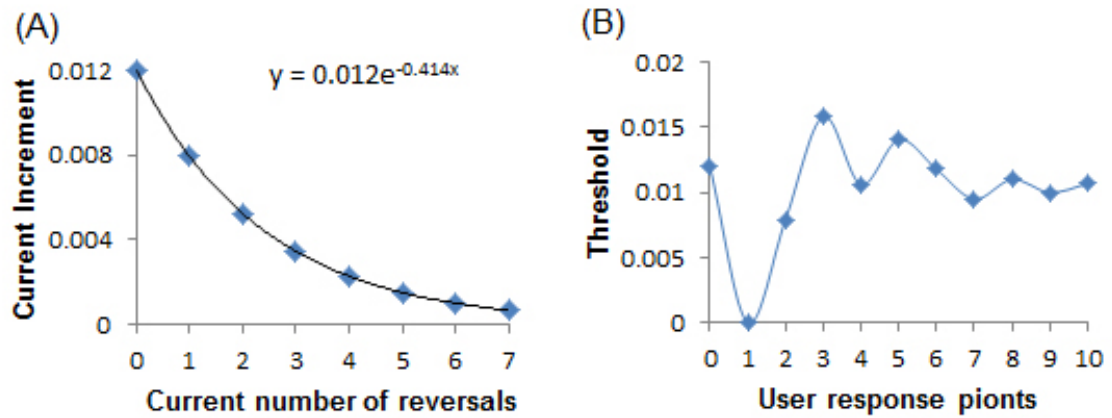 (A)
y = 0.012e^-0.414x
Current Increment
0.012
0.008
0.004
0
0 1 2 3 4 5 6 7
Current number of reversals
(B)
Threshold
0.02
0.015
0.01
0.005
0
0 1 2 3 4 5 6 7 8 9 10
User response pionts